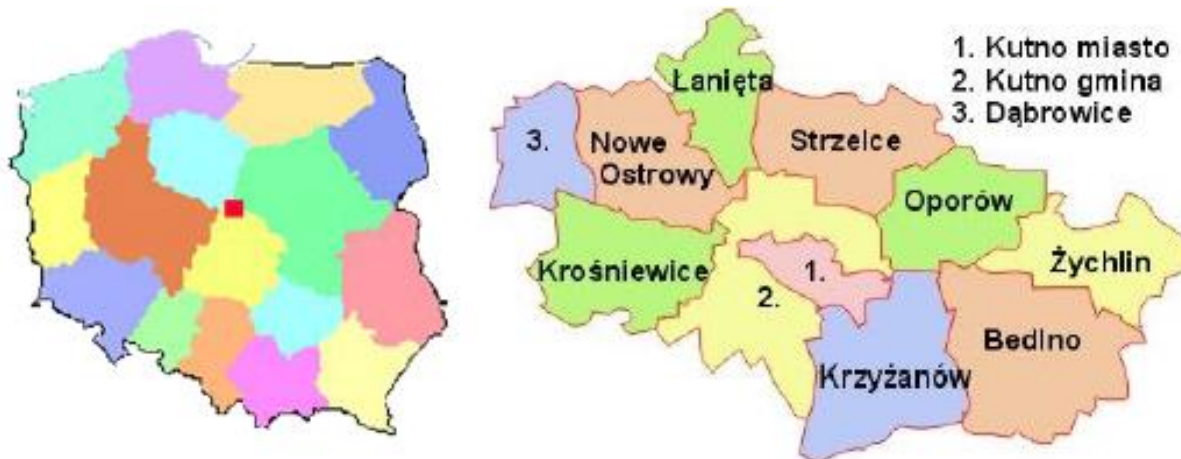 1. Kutno miasto
2. Kutno gmina
3. Dąbrowice
Łanięta
3.
Nowe
Ostrowy
Strzelce
Oporów
Krośniewice
1.
Żychlin
2.
Bedlno
Krzyżanów